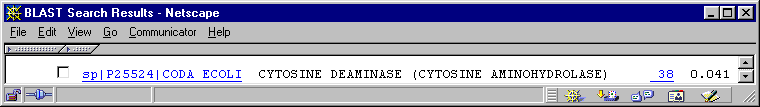 BLAST Search Results - Netscape
File Edit View Go Communicator Help
sp|P25524|CODA ECOLI CYTOSINE DEAMINASE (CYTOSINE AMINOHYDROLASE) 38 0.041